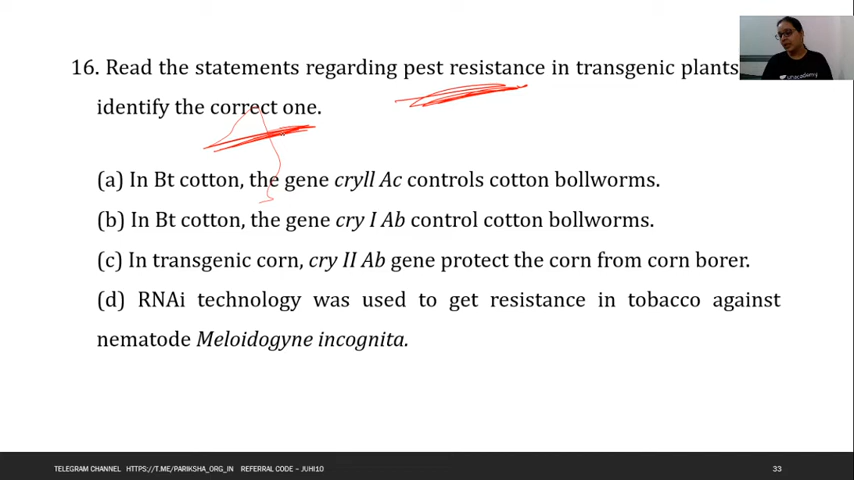 16. Read the statements regarding pest resistance in transgenic plants
identify the correct one.
(a) In Bt cotton, the gene cryll Ac controls cotton bollworms.
(b) In Bt cotton, the gene cry I Ab control cotton bollworms.
(c) In transgenic corn, cry II Ab gene protect the corn from corn borer.
(d) RNAi technology was used to get resistance in tobacco against
nematode Meloidogyne incognita.
TELEGRAM CHANNEL HTTPS://T.ME/PARIKSHA_ORG_IN REFERRAL CODE – JUHI10
33
unacademy